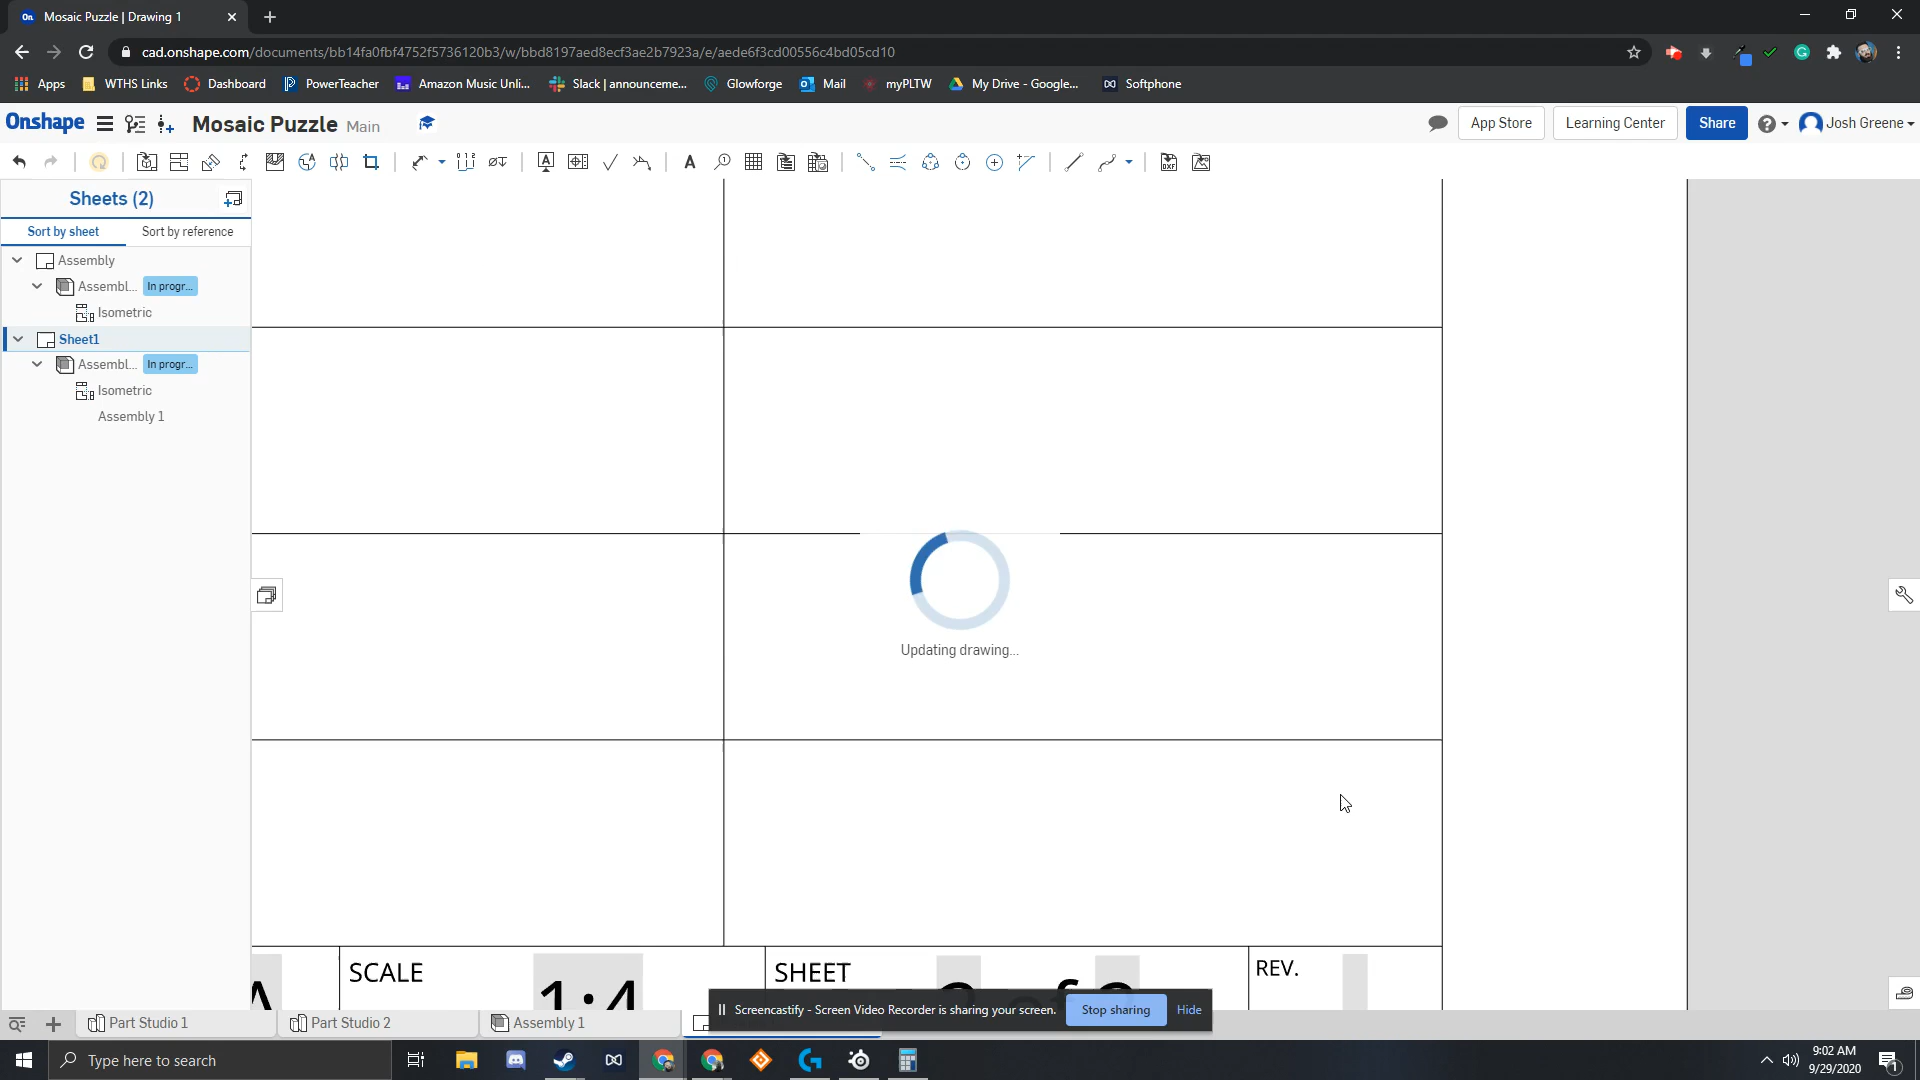 Mosaic Puzzle | Drawing 1
cad.onshape.com/documents/bb14fa0fbf4752f5736120b3/w/bbd8197aed8ecf3ae2b7923a/e/aede6f3cd00556c4bd05cd10
Apps WTHS Links Dashboard PowerTeacher Amazon Music Unli... Slack | announceme... Glowforge Mail myPLTW My Drive - Google... Softphone
Onshape Mosaic Puzzle Main App Store Learning Center Share Josh Greene
Sheets (2)
Sort by sheet Sort by reference
Assembly
Assembl... In progr...
Isometric
Sheet1
Assembl... In progr...
Isometric
Assembly 1
Updating drawing...
SCALE 1:4 SHEET REV.
A
Screencastify - Screen Video Recorder is sharing your screen. Stop sharing Hide
Part Studio 1 Part Studio 2 Assembly 1
Type here to search
9:02 AM
9/29/2020